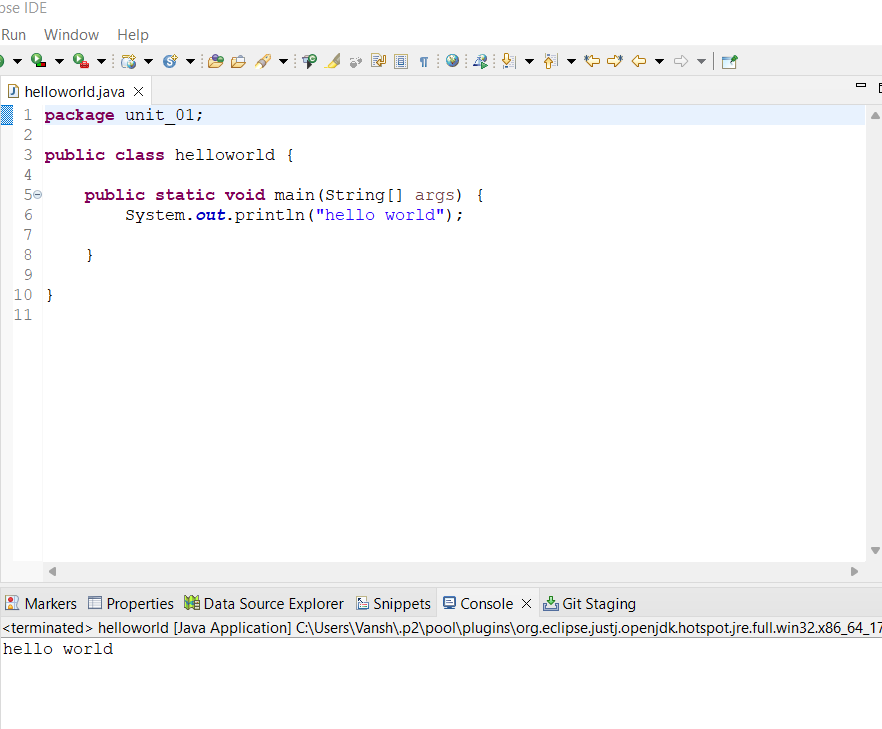 pse IDE
Run Window Help
helloworld.java
1 package unit_01;
2
3 public class helloworld {
4
5 public static void main(String[] args) {
6 System.out.println("hello world");
7
8 }
9
10 }
11
Markers Properties Data Source Explorer Snippets Console Git Staging
<terminated> helloworld [Java Application] C:\Users\Vansh\.p2\pool\plugins\org.eclipse.justj.openjdk.hotspot.jre.full.win32.x86_64_17
hello world